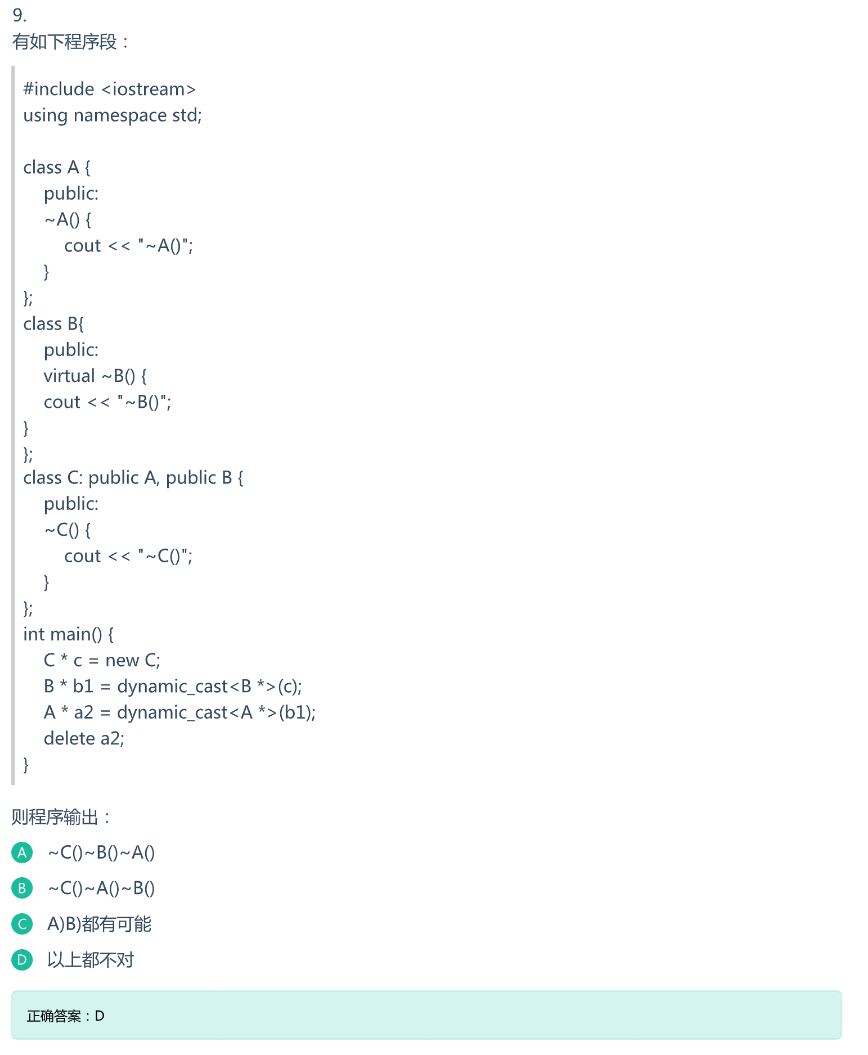 9.
有如下程序段：
#include <iostream>
using namespace std;
class A {
public:
~A() {
cout << "~A()";
}
};
class B{
public:
virtual ~B() {
cout << "~B()";
}
};
class C: public A, public B {
public:
~C() {
cout << "~C()";
}
};
int main() {
C * c = new C;
B * b1 = dynamic_cast<B *>(c);
A * a2 = dynamic_cast<A *>(b1);
delete a2;
}
则程序输出：
A ~C()~B()~A()
B ~C()~A()~B()
C A)B)都有可能
D 以上都不对
正确答案：D